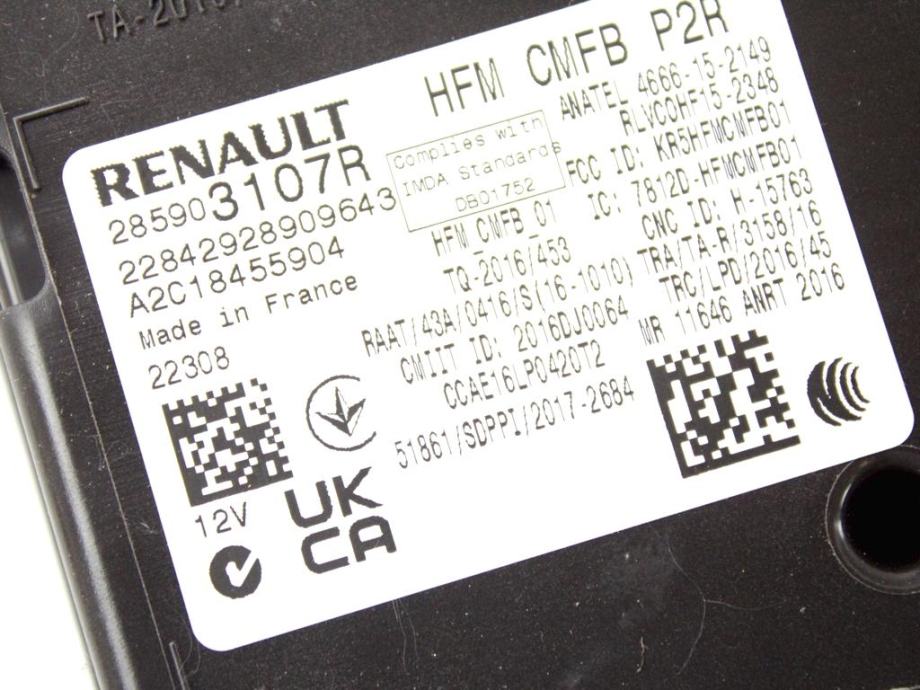 HFM CMFB P2R
RENAULT
285903107R
22842928909643
A2C18455904
Made in France
22308
12V
UK
CA
Complies with
IMDA Standards
DB01752
HFM_CMFB_01
TQ-2016/453
RAAT/43A/0416/S(16-1010)
CMIIT ID: 2016DJ0064
CCAE16LP0420T2
51861/SDPPI/2017-2684
ANATEL 4666-15-2149
RLVCOHF15-2348
FCC ID: KR5HFMCMFB01
IC: 7812D-HFMCMFB01
CNC ID: H-15763
TRA/TA-R/3158/16
TRC/LPD/2016/45
MR 11646 ANRT 2016